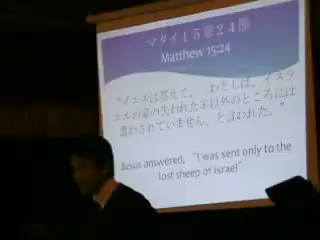 マタイ15章24節
Matthew 15:24
“イエスは答えて、「わたしは、イスラ
エルの家の失われた羊以外のところには
遣わされていません」と言われた。”
Jesus answered, “I was sent only to the
lost sheep of Israel”